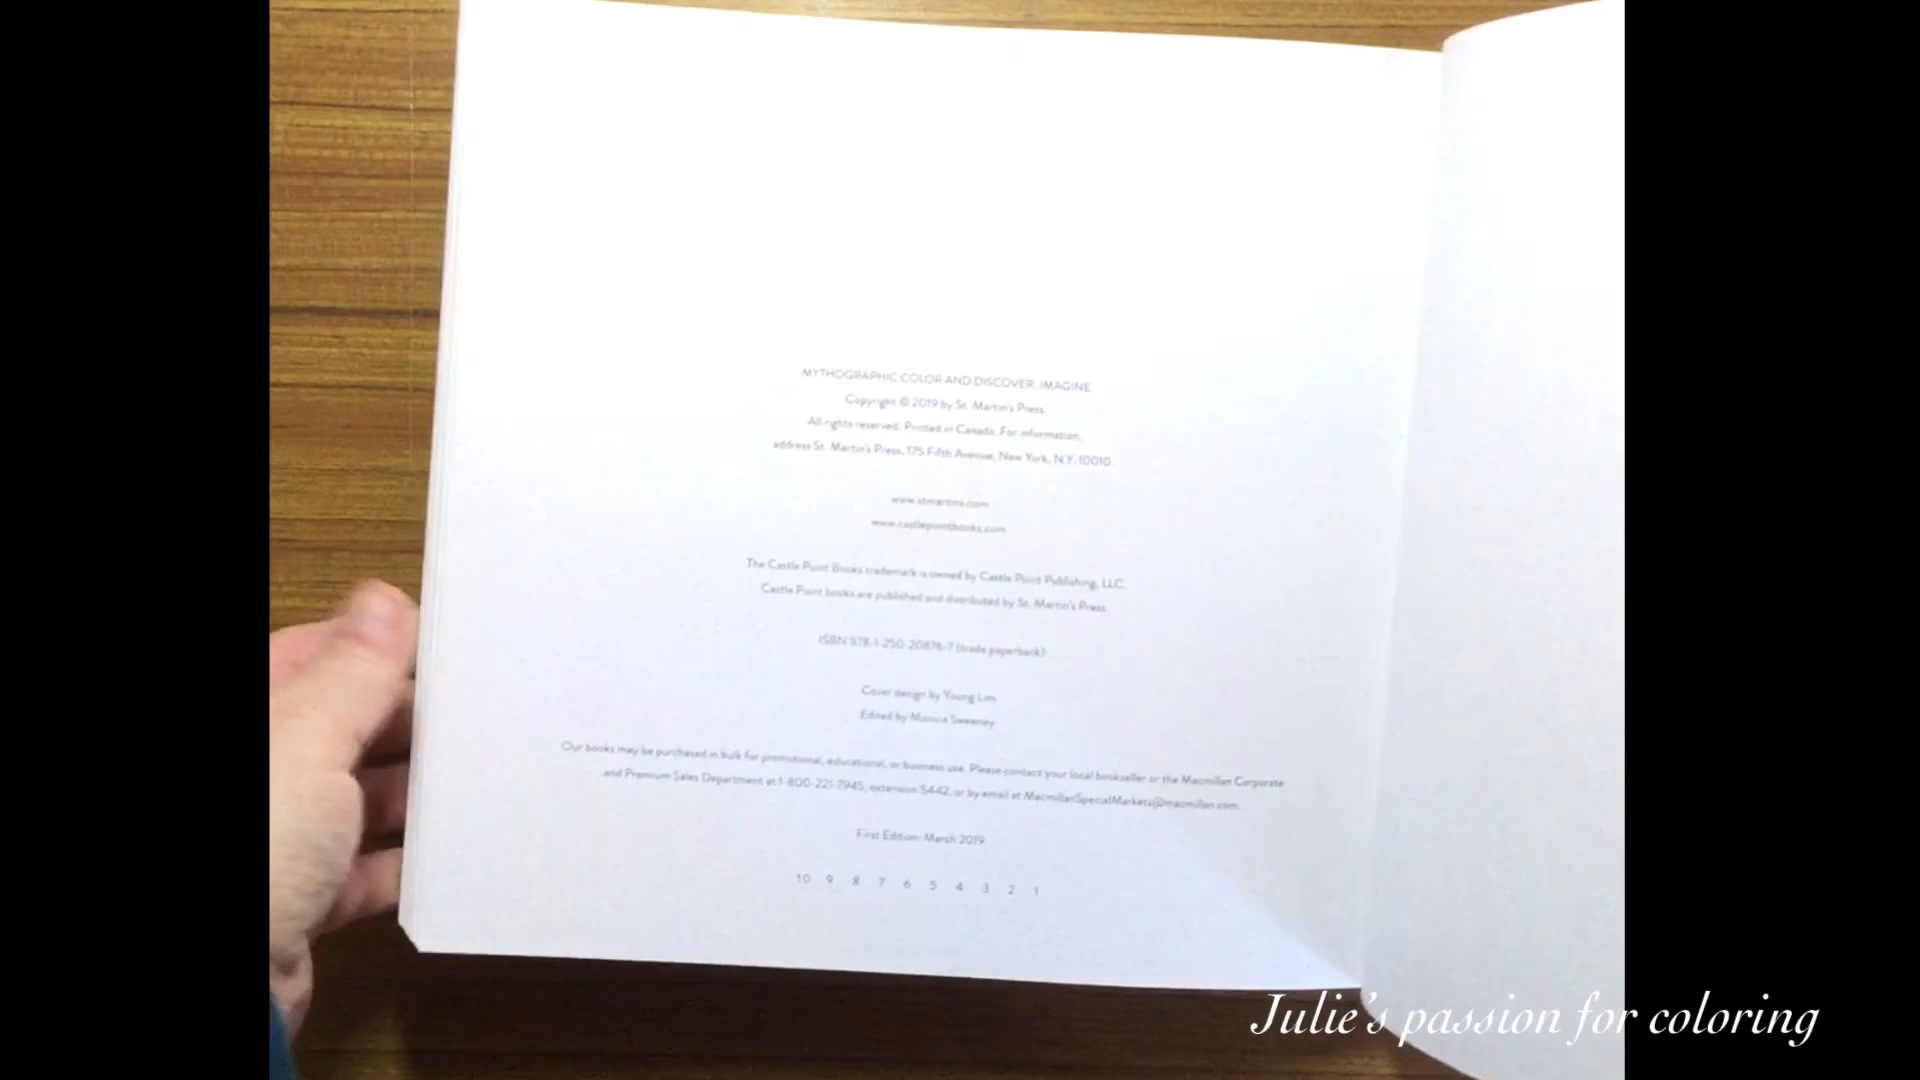 MYTHOGRAPHIC COLOR AND DISCOVER: IMAGINE.
Copyright © 2019 by St. Martin's Press.
All rights reserved. Printed in Canada. For information,
address St. Martin's Press, 175 Fifth Avenue, New York, N.Y. 10010.
www.stmartins.com
www.castlepointbooks.com
The Castle Point Books trademark is owned by Castle Point Publishing, LLC.
Castle Point books are published and distributed by St. Martin's Press.
ISBN 978-1-250-20876-7 (trade paperback)
Cover design by Young Lim
Edited by Monica Sweeney
Our books may be purchased in bulk for promotional, educational, or business use. Please contact your local bookseller or the Macmillan Corporate
and Premium Sales Department at 1-800-221-7945, extension 5442, or by email at MacmillanSpecialMarkets@macmillan.com.
First Edition: March 2019
10 9 8 7 6 5 4 3 2 1
Julie's passion for coloring